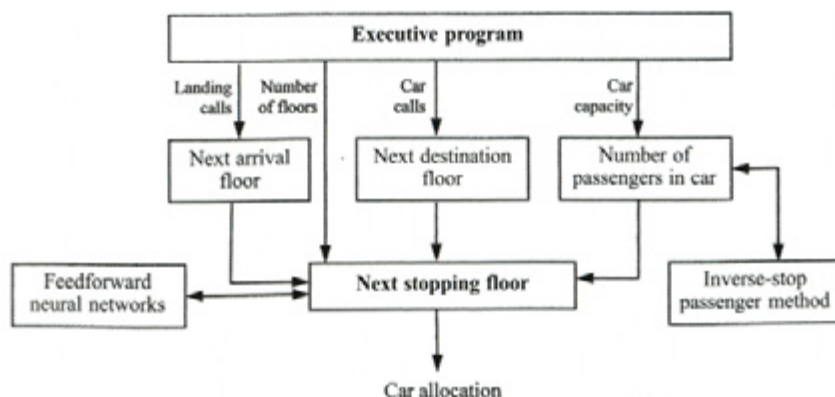 Executive program
Landing
calls
Number
of floors
Car
calls
Car
capacity
Next arrival
floor
Next destination
floor
Number of
passengers in car
Feedforward
neural networks
Next stopping floor
Inverse-stop
passenger method
Car allocation